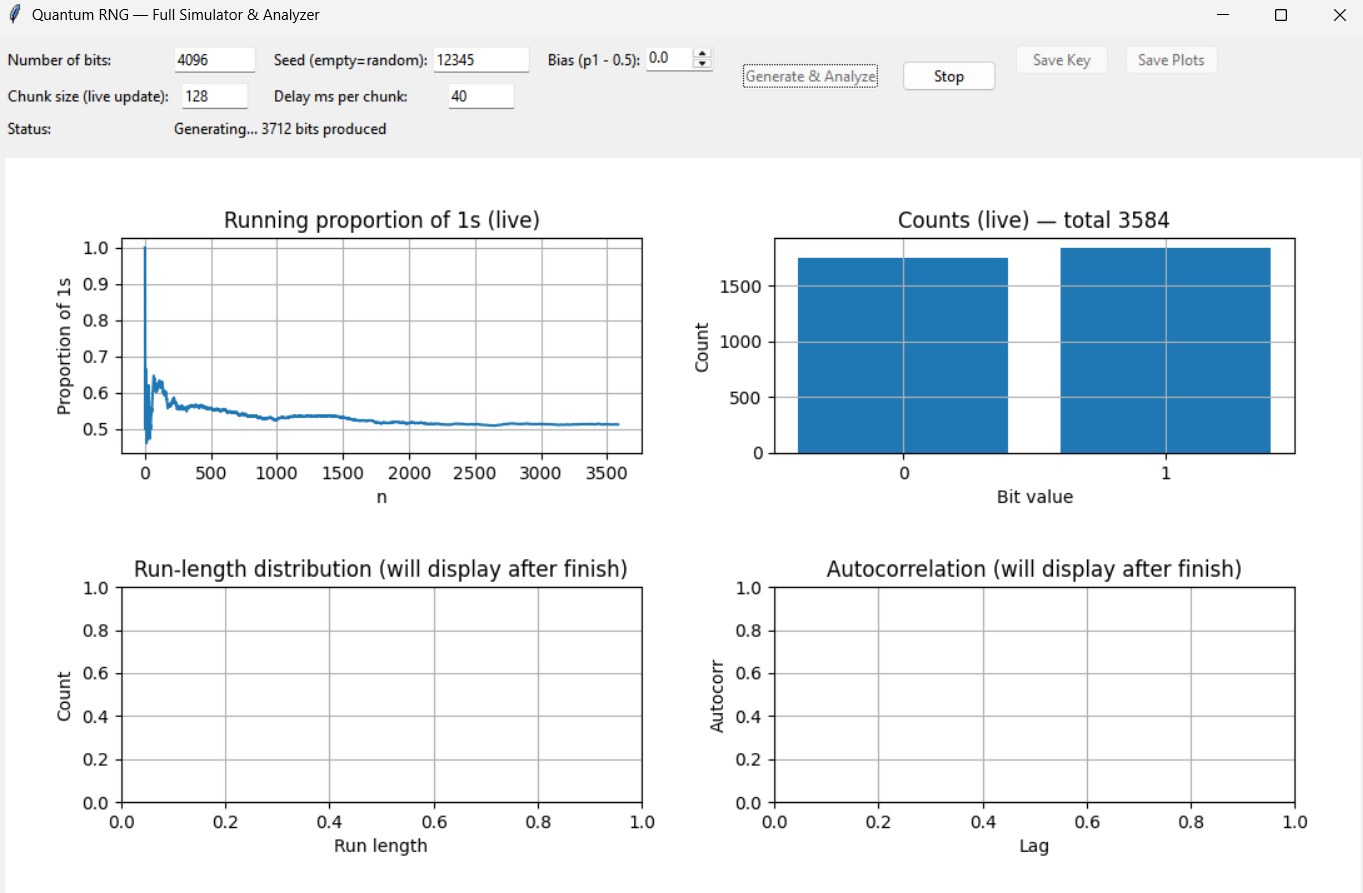 Quantum RNG — Full Simulator & Analyzer
Number of bits: 4096 Seed (empty=random): 12345 Bias (p1 - 0.5): 0.0 Generate & Analyze Stop Save Key Save Plots
Chunk size (live update): 128 Delay ms per chunk: 40
Status: Generating... 3712 bits produced
Running proportion of 1s (live)
1.0
0.9
0.8
0.7
0.6
0.5
Proportion of 1s
0 500 1000 1500 2000 2500 3000 3500
n
Counts (live) — total 3584
1500
1000
500
0
Count
0 1
Bit value
Run-length distribution (will display after finish)
1.0
0.8
0.6
0.4
0.2
0.0
Count
0.0 0.2 0.4 0.6 0.8 1.0
Run length
Autocorrelation (will display after finish)
1.0
0.8
0.6
0.4
0.2
0.0
Autocorr
0.0 0.2 0.4 0.6 0.8 1.0
Lag